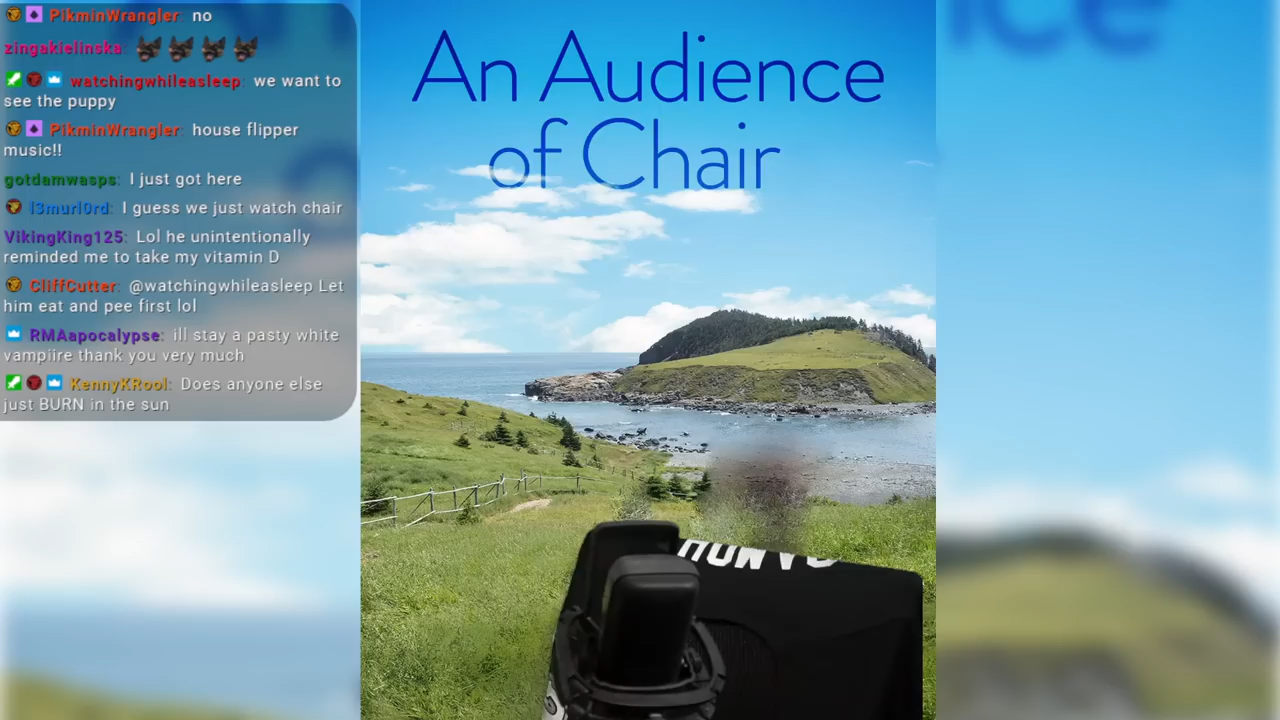 PikminWrangler: no
zingakielinska:
watchingwhileasleep: we want to
see the puppy
PikminWrangler: house flipper
music!!
gotdamwasps: I just got here
l3murl0rd: I guess we just watch chair
VikingKing125: Lol he unintentionally
reminded me to take my vitamin D
CliffCutter: @watchingwhileasleep Let
him eat and pee first lol
RMAapocalypse: ill stay a pasty white
vampiire thank you very much
KennyKRool: Does anyone else
just BURN in the sun
An Audience
of Chair